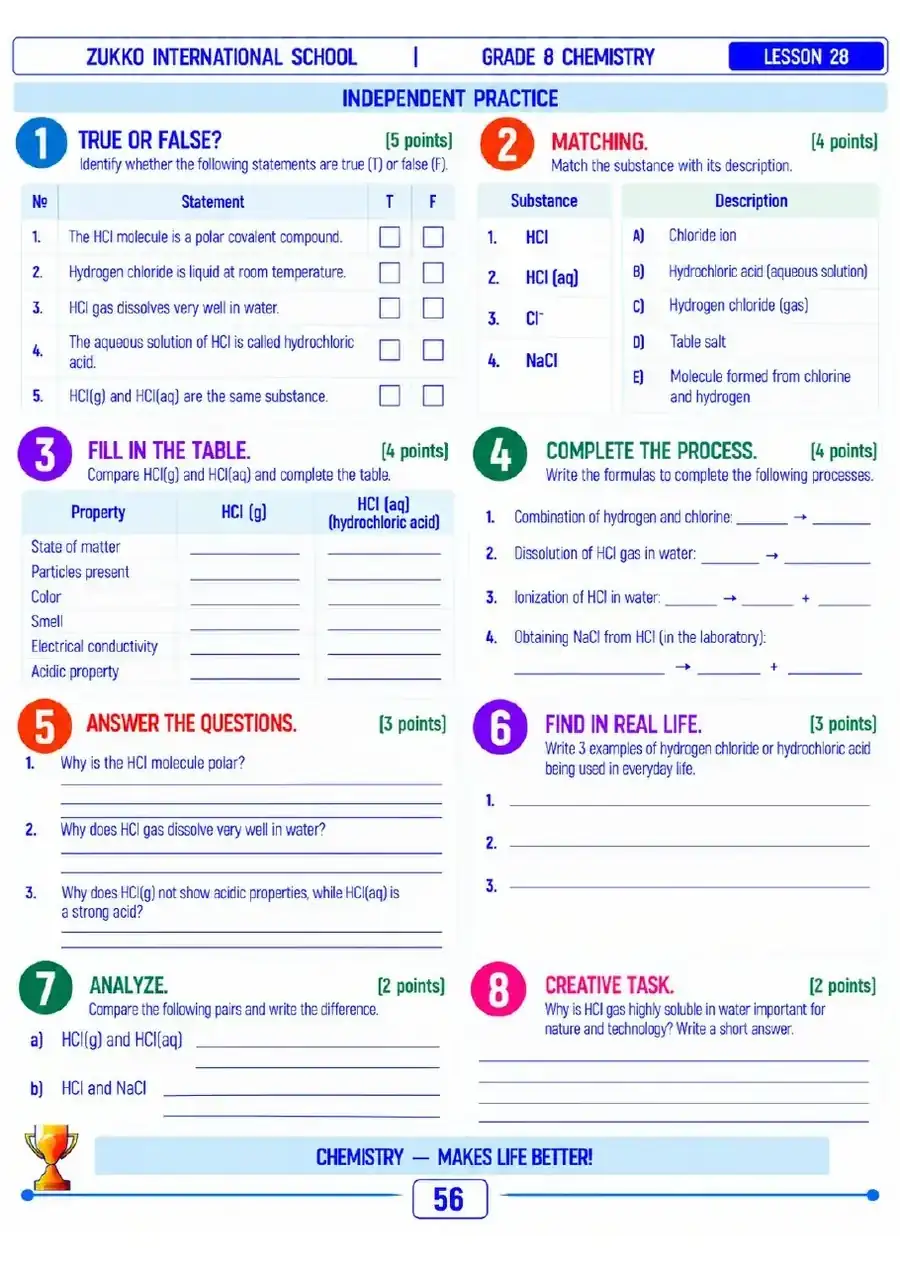 ZUKKO INTERNATIONAL SCHOOL | GRADE 8 CHEMISTRY LESSON 28
INDEPENDENT PRACTICE
1 TRUE OR FALSE? [5 points]
Identify whether the following statements are true (T) or false (F).
№ Statement T F
1. The HCl molecule is a polar covalent compound.
2. Hydrogen chloride is liquid at room temperature.
3. HCl gas dissolves very well in water.
4. The aqueous solution of HCl is called hydrochloric
acid.
5. HCl(g) and HCl(aq) are the same substance.
2 MATCHING. [4 points]
Match the substance with its description.
Substance Description
1. HCl
2. HCl (aq)
3. Cl⁻
4. NaCl
A) Chloride ion
B) Hydrochloric acid (aqueous solution)
C) Hydrogen chloride (gas)
D) Table salt
E) Molecule formed from chlorine
and hydrogen
3 FILL IN THE TABLE. [4 points]
Compare HCl(g) and HCl(aq) and complete the table.
Property HCl (g) HCl (aq)
(hydrochloric acid)
State of matter
Particles present
Color
Smell
Electrical conductivity
Acidic property
4 COMPLETE THE PROCESS. [4 points]
Write the formulas to complete the following processes.
1. Combination of hydrogen and chlorine: ______ → ______
2. Dissolution of HCl gas in water: ______ → ______
3. Ionization of HCl in water: ______ → ______ + ______
4. Obtaining NaCl from HCl (in the laboratory):
______ → ______ + ______
5 ANSWER THE QUESTIONS. [3 points]
1. Why is the HCl molecule polar?
2. Why does HCl gas dissolve very well in water?
3. Why does HCl(g) not show acidic properties, while HCl(aq) is
a strong acid?
6 FIND IN REAL LIFE. [3 points]
Write 3 examples of hydrogen chloride or hydrochloric acid
being used in everyday life.
1.
2.
3.
7 ANALYZE. [2 points]
Compare the following pairs and write the difference.
a) HCl(g) and HCl(aq)
b) HCl and NaCl
8 CREATIVE TASK. [2 points]
Why is HCl gas highly soluble in water important for
nature and technology? Write a short answer.
CHEMISTRY — MAKES LIFE BETTER!
56